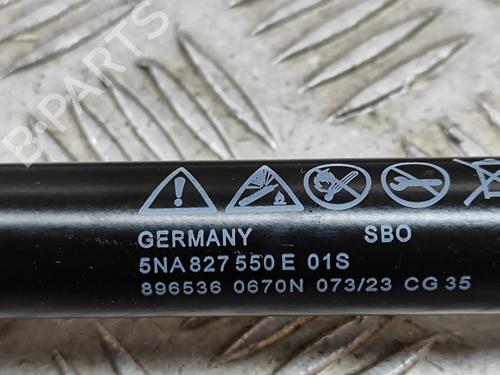 B-PARTS
GERMANY SBO
5NA 827 550 E 01S
896536 0670N 073/23 CG 35